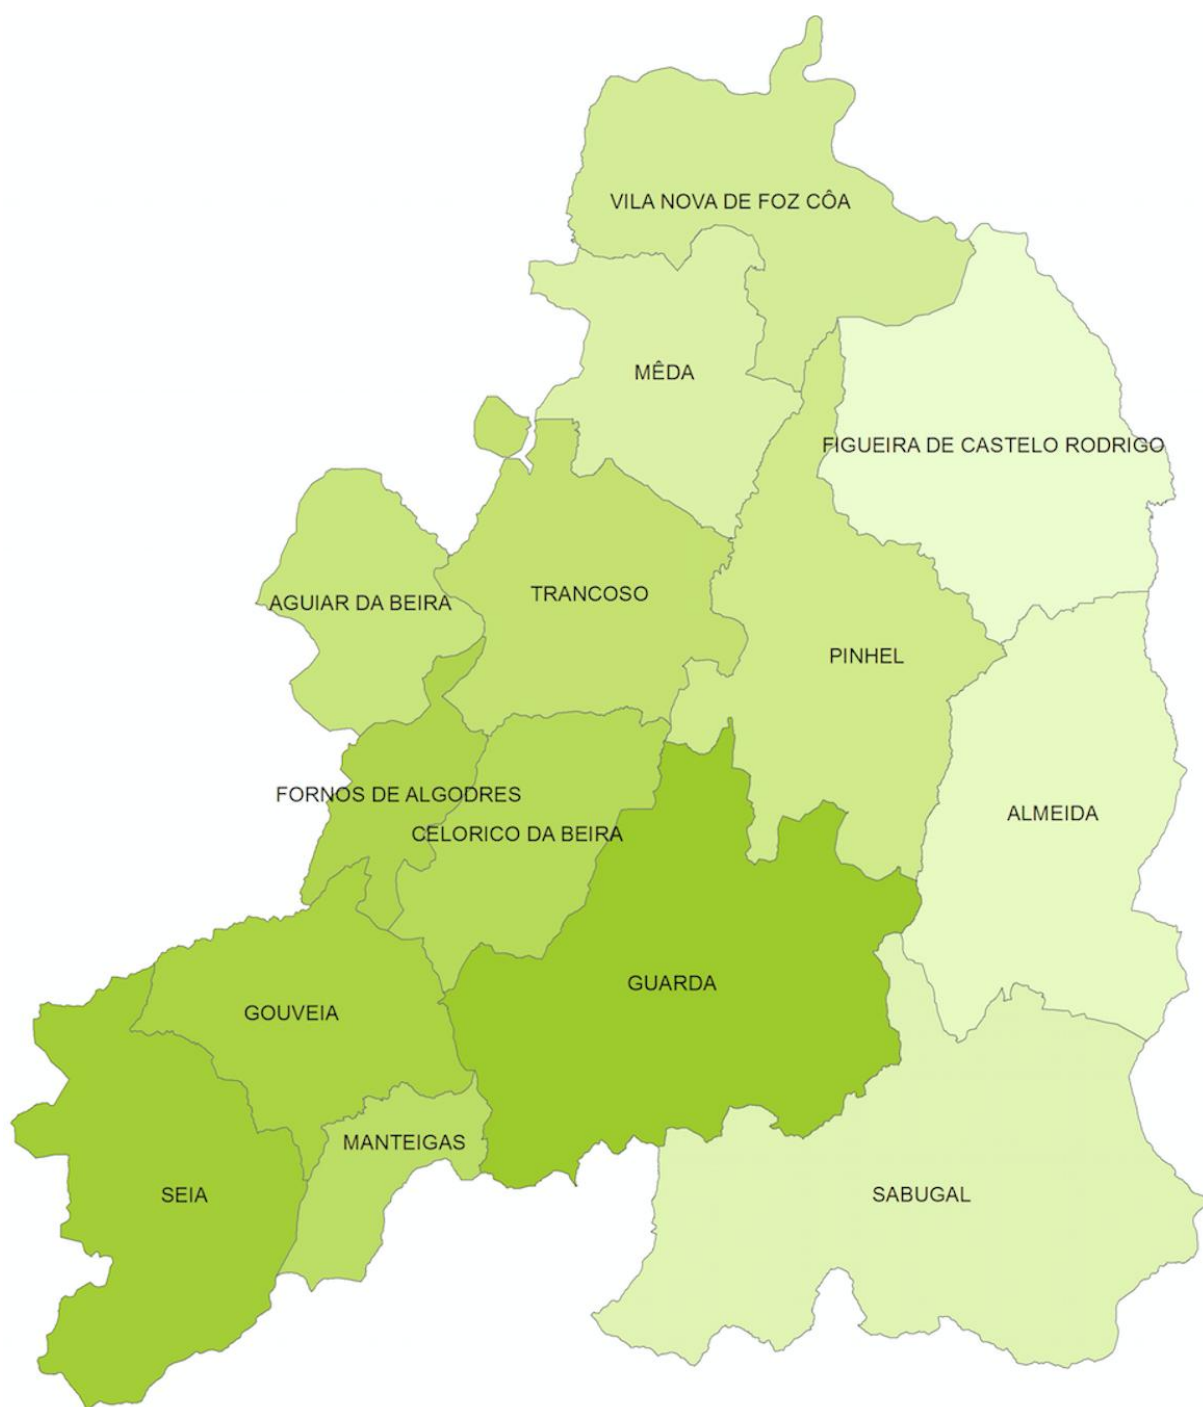 VILA NOVA DE FOZ CÔA
MÊDA
FIGUEIRA DE CASTELO RODRIGO
TRANCOSO
AGUIAR DA BEIRA
PINHEL
FORNOS DE ALGODRES
ALMEIDA
CELORICO DA BEIRA
GUARDA
GOUVEIA
MANTEIGAS
SEIA
SABUGAL